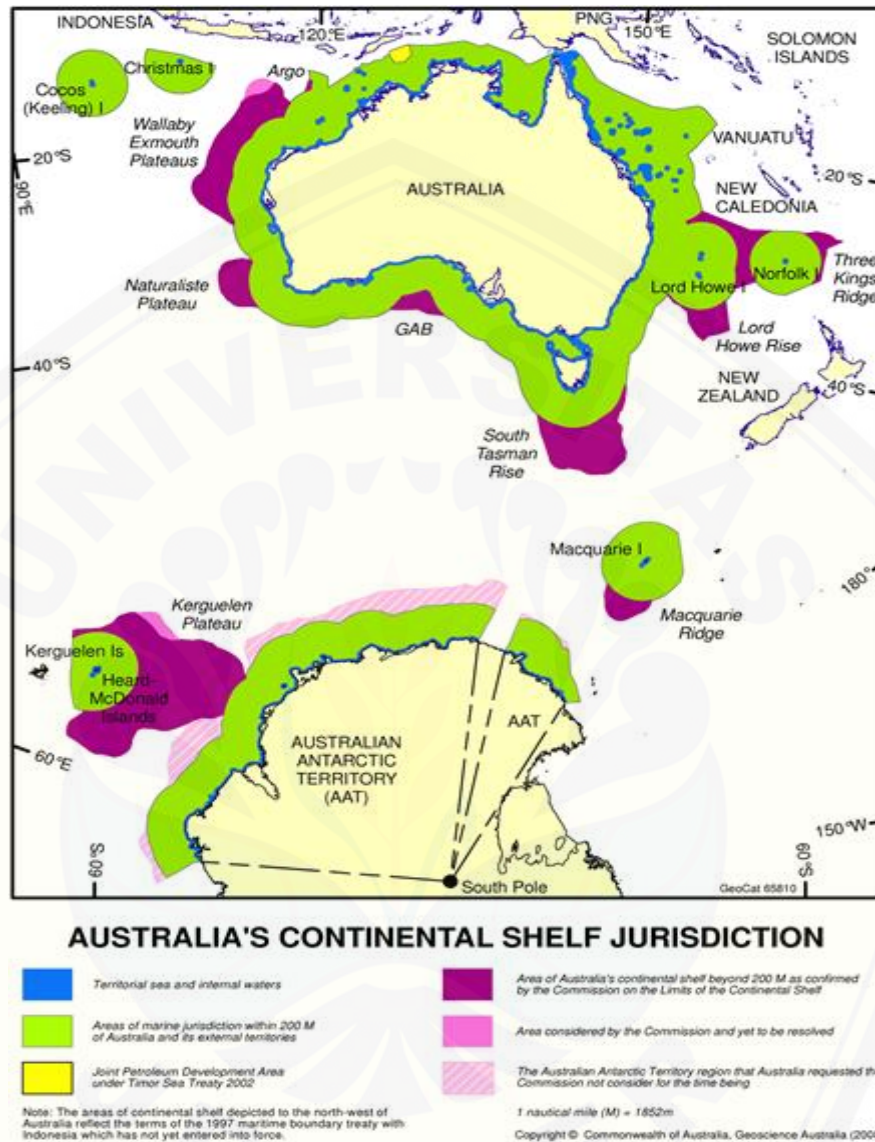 INDONESIA
PNG
120°E
150°E
SOLOMON
ISLANDS
Christmas I
Argo
Cocos
(Keeling) I
Wallaby
Exmouth
Plateaus
VANUATU
20°S
20°S
90°E
AUSTRALIA
NEW
CALEDONIA
Naturaliste
Plateau
Lord Howe I
Norfolk I
Three
Kings
Ridge
GAB
Lord
Howe Rise
40°S
NEW
ZEALAND
40°S
South
Tasman
Rise
Macquarie I
180°
Kerguelen
Plateau
Macquarie
Ridge
Kerguelen Is
Heard-
McDonald
Islands
AAT
AUSTRALIAN
ANTARCTIC
TERRITORY
(AAT)
60°E
150°W
60°S
South Pole
60°S
GeoCat 65810
UNIVERSITAS
AUSTRALIA'S CONTINENTAL SHELF JURISDICTION
Territorial sea and internal waters
Areas of marine jurisdiction within 200 M
of Australia and its external territories
Joint Petroleum Development Area
under Timor Sea Treaty 2002
Note: The areas of continental shelf depicted to the north-west of
Australia reflect the terms of the 1997 maritime boundary treaty with
Indonesia which has not yet entered into force.
Area of Australia's continental shelf beyond 200 M as confirmed
by the Commission on the Limits of the Continental Shelf
Area considered by the Commission and yet to be resolved
The Australian Antarctic Territory region that Australia requested the
Commission not consider for the time being
1 nautical mile (M) = 1852m
Copyright © Commonwealth of Australia, Geoscience Australia (200